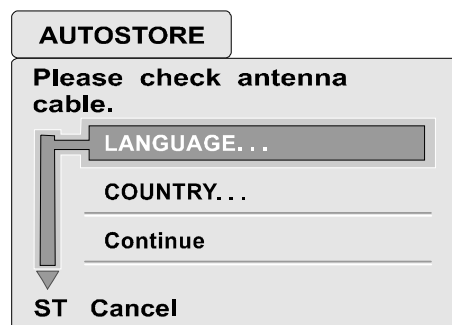 AUTOSTORE
Please check antenna
cable.
LANGUAGE...
COUNTRY...
Continue
ST Cancel